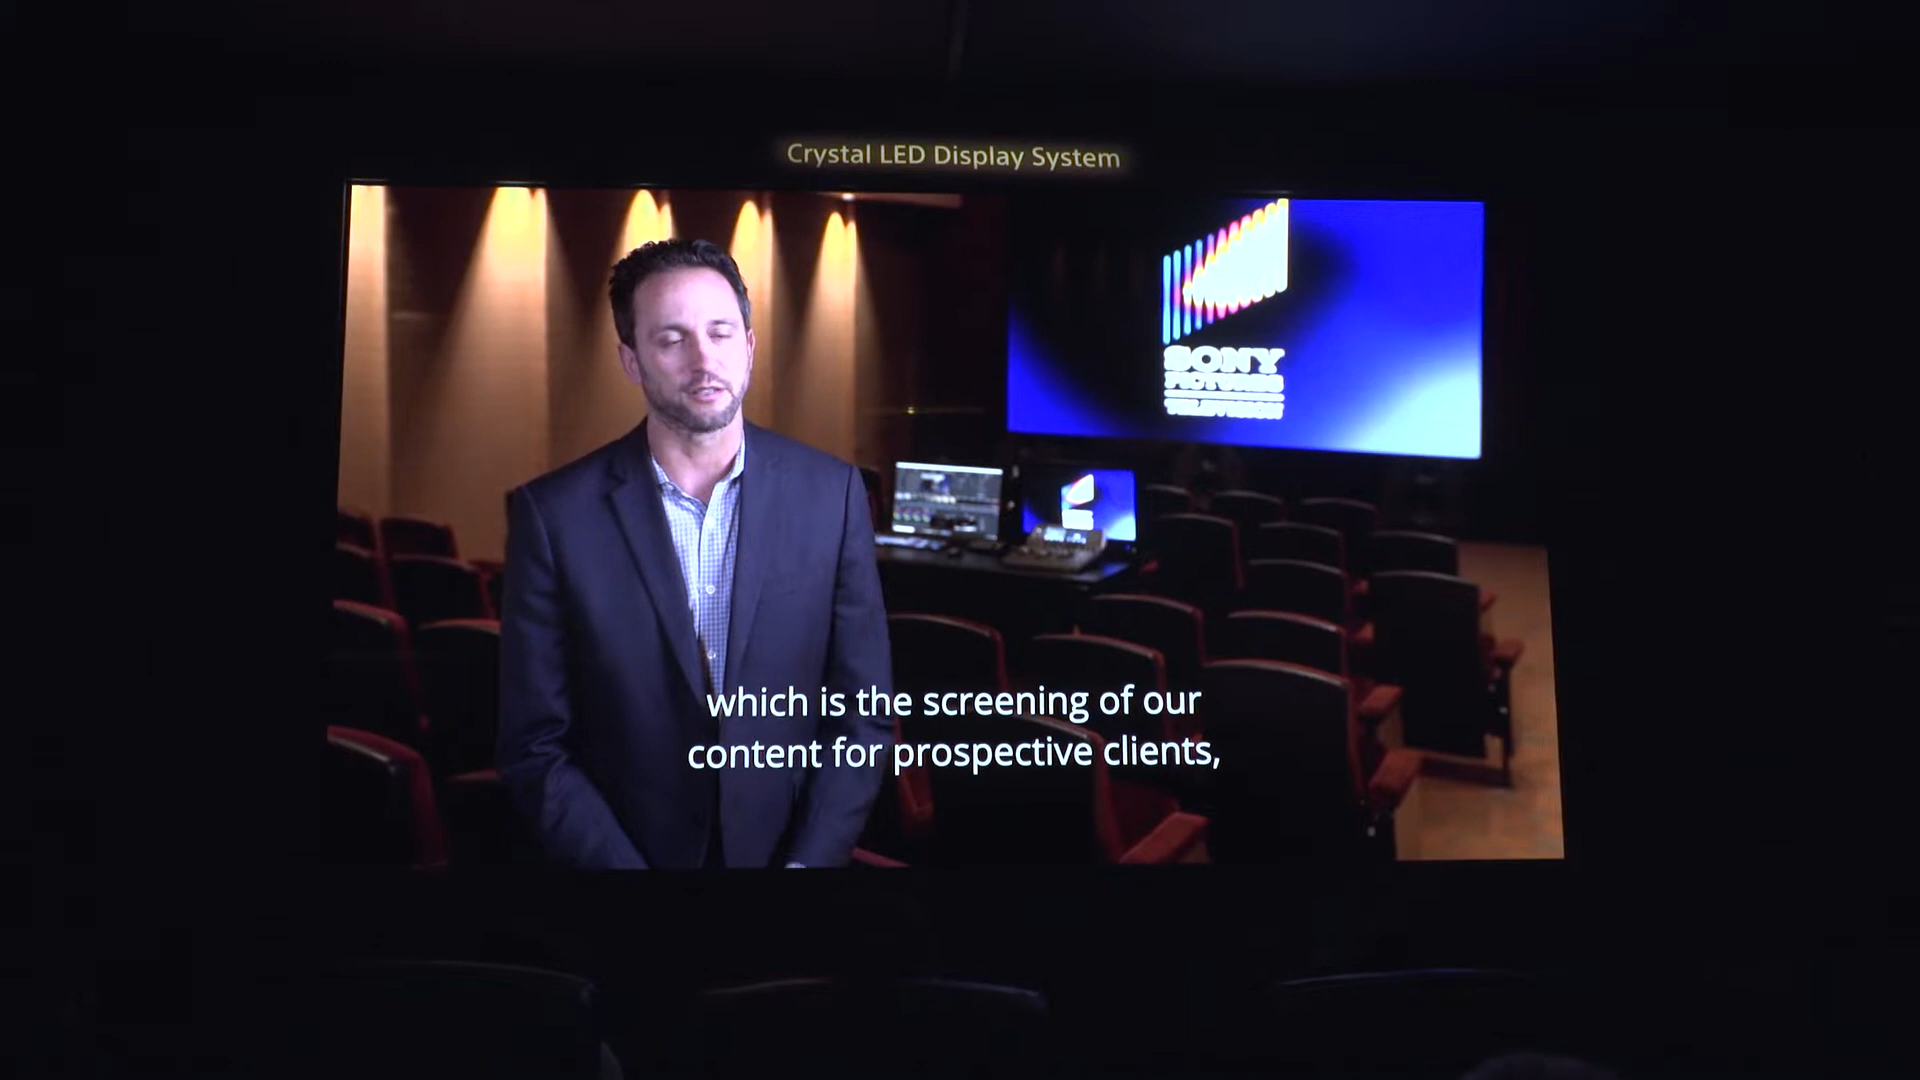 Crystal LED Display System
SONY
PICTURES
TELEVISION
which is the screening of our
content for prospective clients,